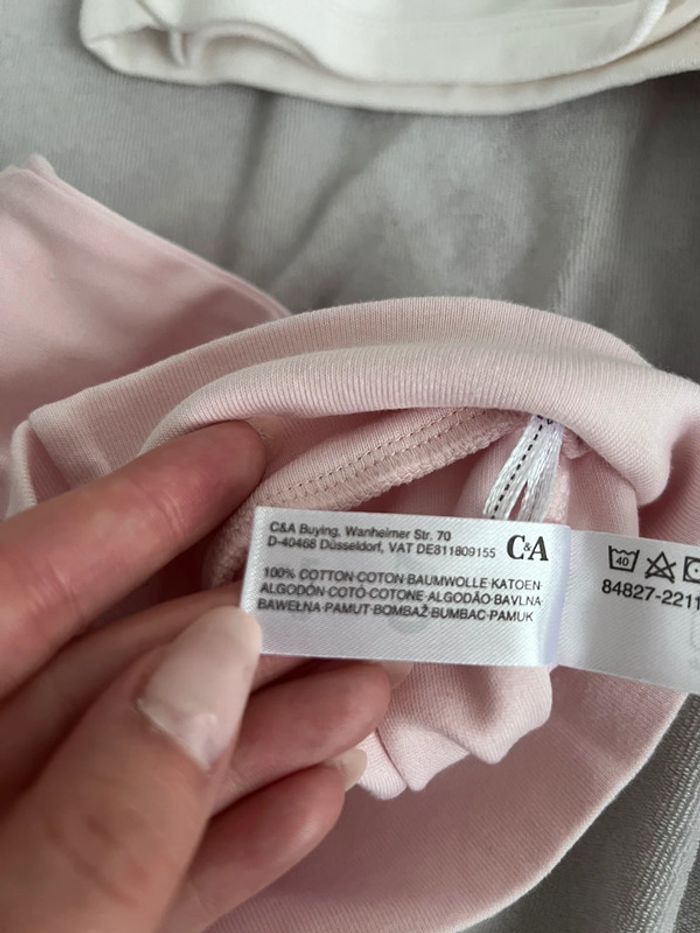 C&A Buying, Wanheimer Str. 70
D-40468 Düsseldorf, VAT DE811809155
C&A
100% COTTON·COTON·BAUMWOLLE·KATOEN·
ALGODÓN·COTÓ·COTONE·ALGODÃO·BAVLNA·
BAWEŁNA·PAMUT·BOMBAŽ·BUMBAC·PAMUK
40
84827-2211